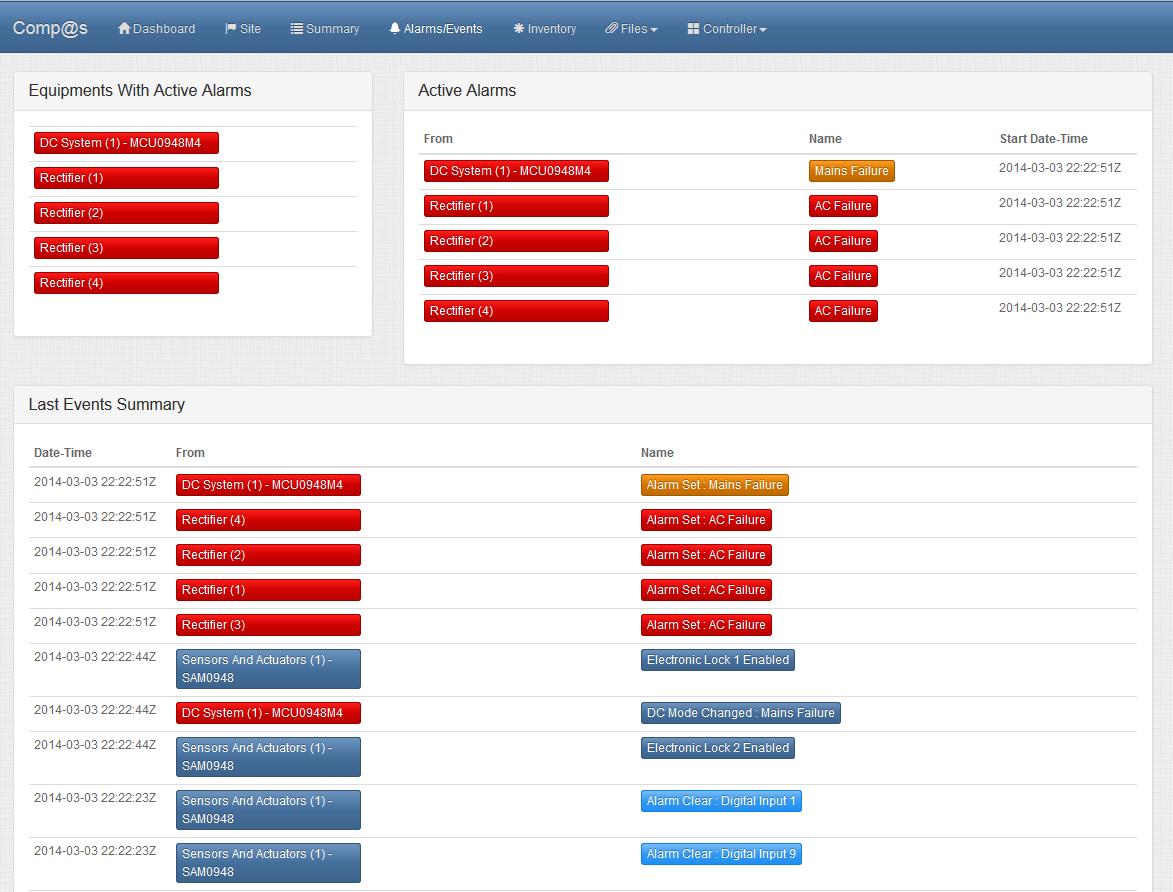 Comp@s Dashboard Site Summary Alarms/Events Inventory Files Controller
Equipments With Active Alarms
DC System (1) - MCU0948M4
Rectifier (1)
Rectifier (2)
Rectifier (3)
Rectifier (4)
Active Alarms
From Name Start Date-Time
DC System (1) - MCU0948M4 Mains Failure 2014-03-03 22:22:51Z
Rectifier (1) AC Failure 2014-03-03 22:22:51Z
Rectifier (2) AC Failure 2014-03-03 22:22:51Z
Rectifier (3) AC Failure 2014-03-03 22:22:51Z
Rectifier (4) AC Failure 2014-03-03 22:22:51Z
Last Events Summary
Date-Time From Name
2014-03-03 22:22:51Z DC System (1) - MCU0948M4 Alarm Set : Mains Failure
2014-03-03 22:22:51Z Rectifier (4) Alarm Set : AC Failure
2014-03-03 22:22:51Z Rectifier (2) Alarm Set : AC Failure
2014-03-03 22:22:51Z Rectifier (1) Alarm Set : AC Failure
2014-03-03 22:22:51Z Rectifier (3) Alarm Set : AC Failure
2014-03-03 22:22:44Z Sensors And Actuators (1) - Electronic Lock 1 Enabled
SAM0948
2014-03-03 22:22:44Z DC System (1) - MCU0948M4 DC Mode Changed : Mains Failure
2014-03-03 22:22:44Z Sensors And Actuators (1) - Electronic Lock 2 Enabled
SAM0948
2014-03-03 22:22:23Z Sensors And Actuators (1) - Alarm Clear : Digital Input 1
SAM0948
2014-03-03 22:22:23Z Sensors And Actuators (1) - Alarm Clear : Digital Input 9
SAM0948